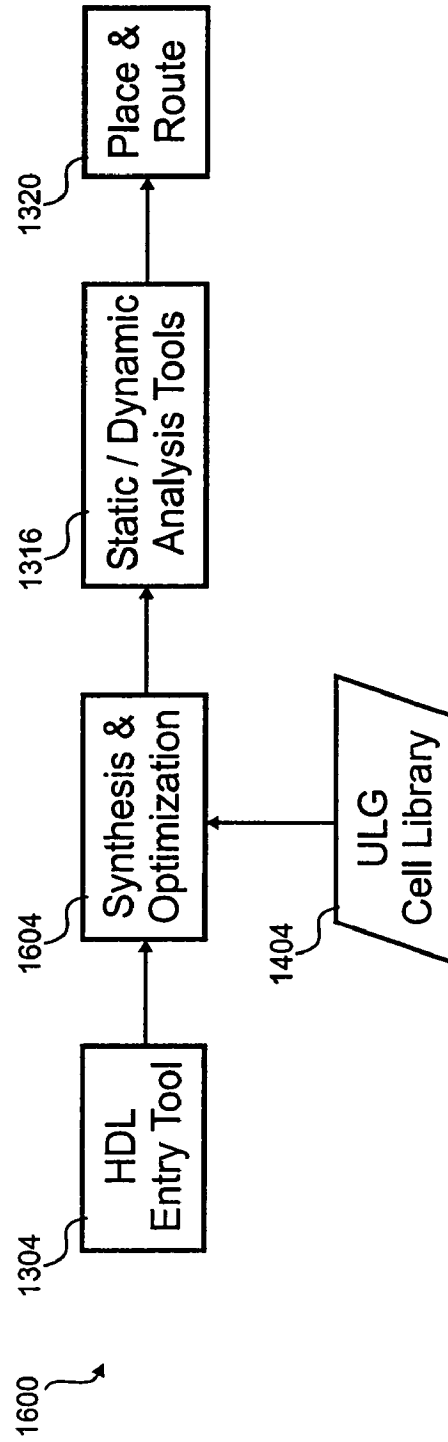 1600
1304
HDL
Entry Tool
1604
Synthesis &
Optimization
1404
ULG
Cell Library
1316
Static / Dynamic
Analysis Tools
1320
Place &
Route